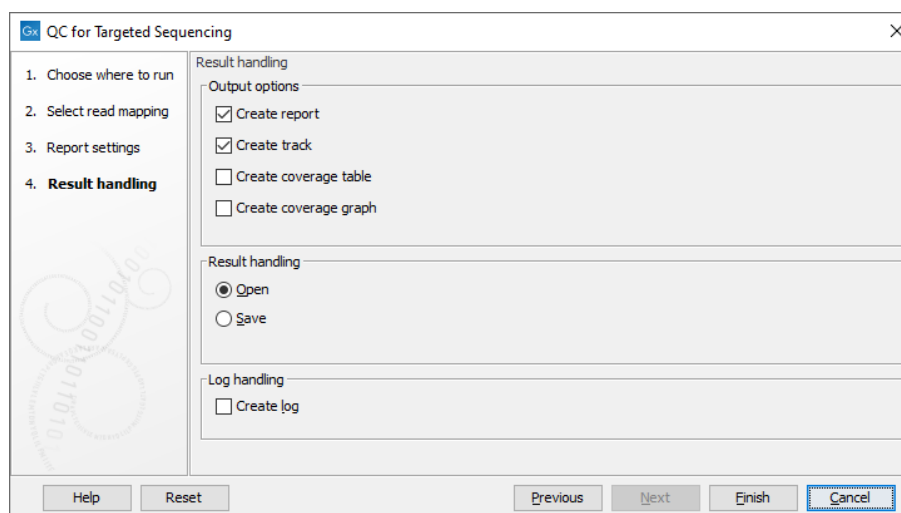 Gx QC for Targeted Sequencing
1. Choose where to run
2. Select read mapping
3. Report settings
4. Result handling
Result handling
Output options
Create report
Create track
Create coverage table
Create coverage graph
Result handling
Open
Save
Log handling
Create log
Help Reset Previous Next Finish Cancel